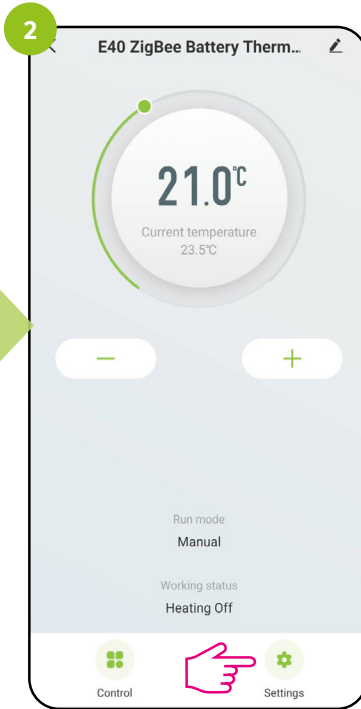 2
E40 ZigBee Battery Therm...
21.0℃
Current temperature
23.5℃
−
+
Run mode
Manual
Working status
Heating Off
Control
Settings